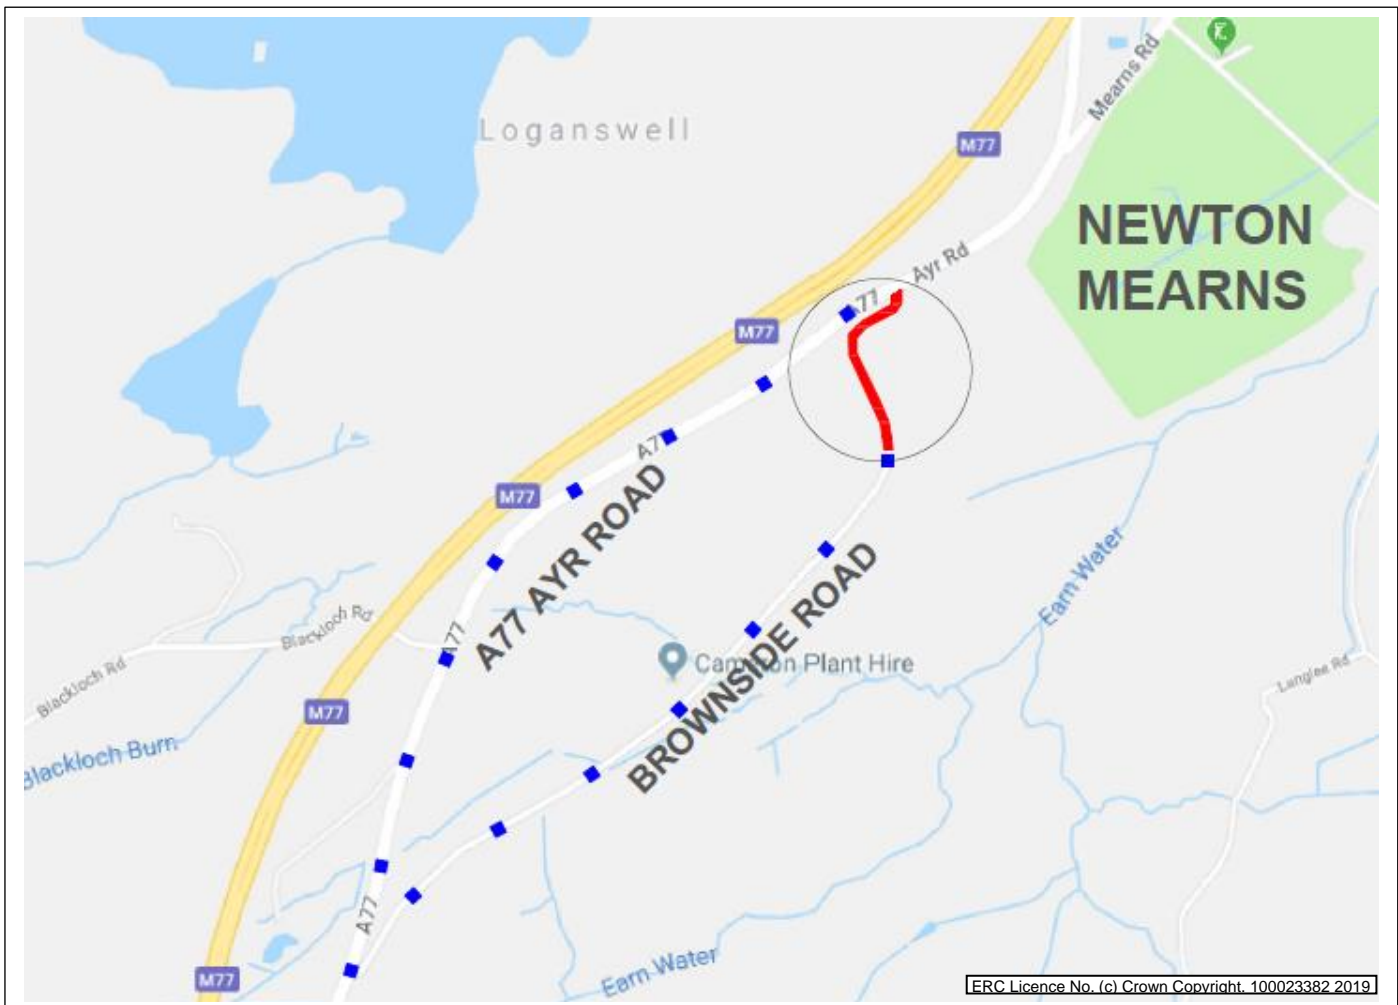 Mearns Rd
Loganswell
M77
NEWTON
MEARNS
Ayr Rd
A77
M77
A77
M77
A77 AYR ROAD
BROWNSIDE ROAD
Earn Water
Blackloch Rd
A77
Cameron Plant Hire
Blackloch Rd
Langlee Rd
M77
Blackloch Burn
A77
Earn Water
M77
ERC Licence No. (c) Crown Copyright. 100023382 2019